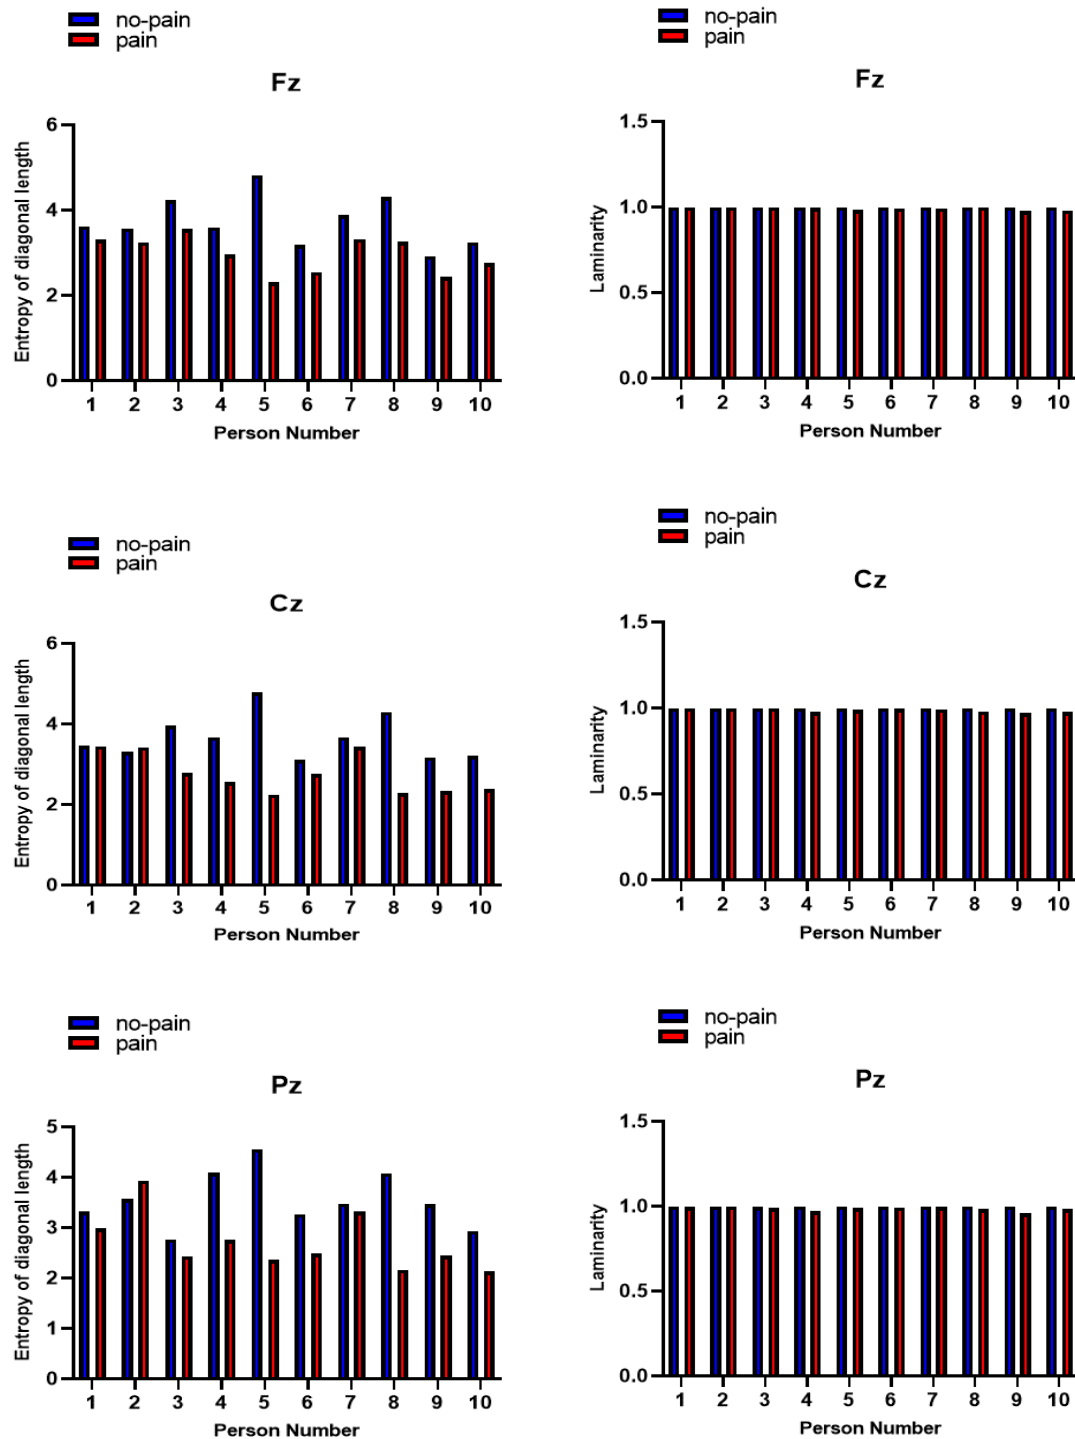 no-pain
pain
Fz
Entropy of diagonal length
6
4
2
0
1 2 3 4 5 6 7 8 9 10
Person Number
no-pain
pain
Fz
Laminarity
1.5
1.0
0.5
0.0
1 2 3 4 5 6 7 8 9 10
Person Number
no-pain
pain
Cz
Entropy of diagonal length
6
4
2
0
1 2 3 4 5 6 7 8 9 10
Person Number
no-pain
pain
Cz
Laminarity
1.5
1.0
0.5
0.0
1 2 3 4 5 6 7 8 9 10
Person Number
no-pain
pain
Pz
Entropy of diagonal length
5
4
3
2
1
0
1 2 3 4 5 6 7 8 9 10
Person Number
no-pain
pain
Pz
Laminarity
1.5
1.0
0.5
0.0
1 2 3 4 5 6 7 8 9 10
Person Number